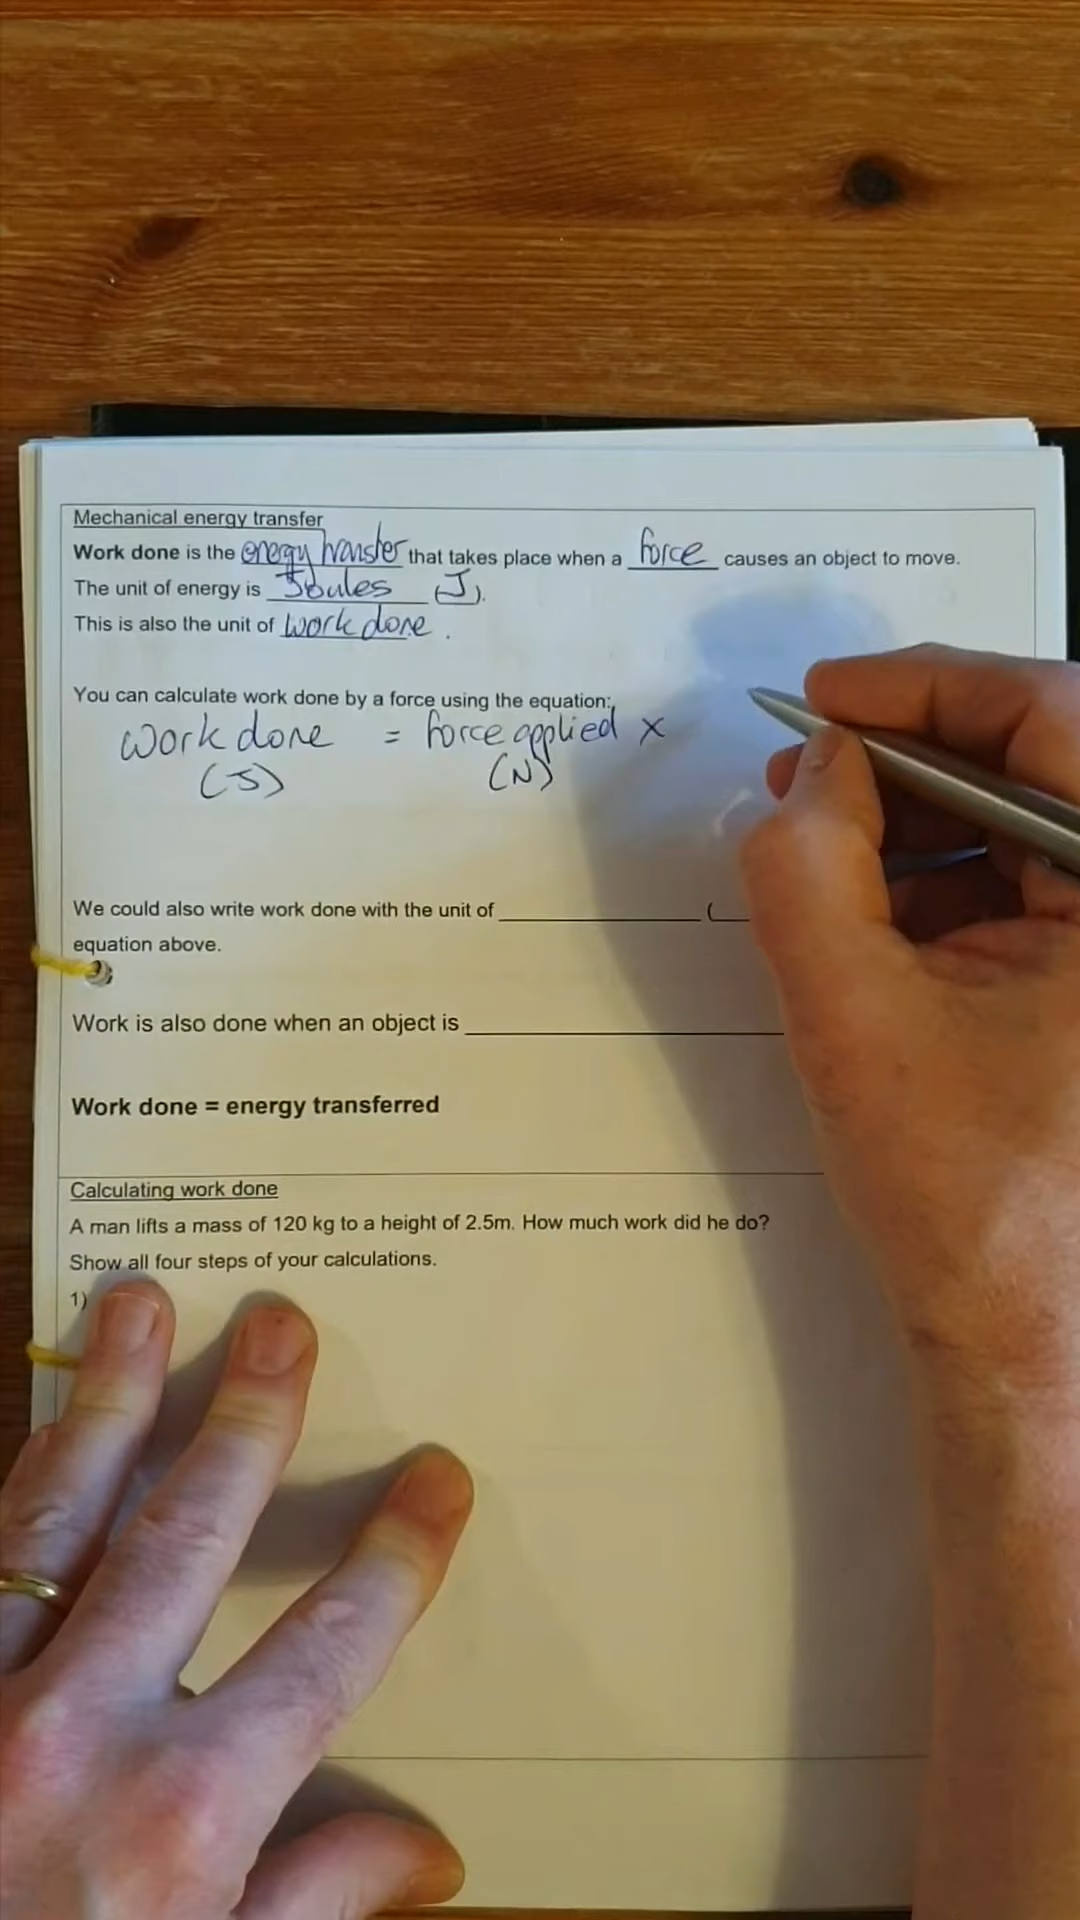 Mechanical energy transfer
Work done is the energy transfer that takes place when a force causes an object to move.
The unit of energy is Joules (J).
This is also the unit of work done.
You can calculate work done by a force using the equation:
work done = force applied x
(J) (N)
We could also write work done with the unit of ____________ (__
equation above.
Work is also done when an object is ____________
Work done = energy transferred
Calculating work done
A man lifts a mass of 120 kg to a height of 2.5m. How much work did he do?
Show all four steps of your calculations.
1)